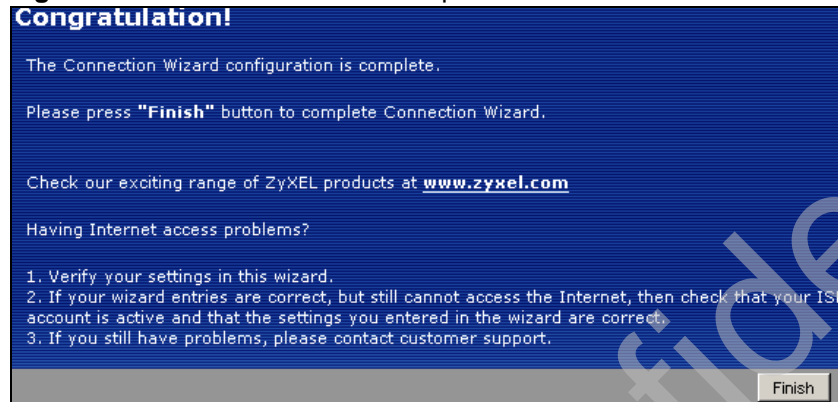 Congratulation!
The Connection Wizard configuration is complete.
Please press "Finish" button to complete Connection Wizard.
Check our exciting range of ZyXEL products at www.zyxel.com
Having Internet access problems?
1. Verify your settings in this wizard.
2. If your wizard entries are correct, but still cannot access the Internet, then check that your IS
account is active and that the settings you entered in the wizard are correct.
3. If you still have problems, please contact customer support.
Finish